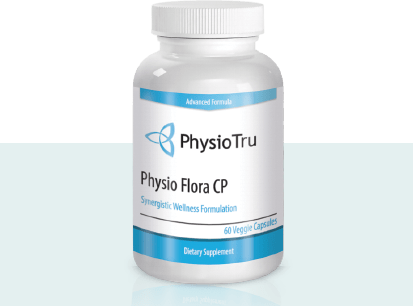 Advanced Formula
PhysioTru
Physio Flora CP
Synergistic Wellness Formulation
60 Veggie Capsules
Dietary Supplement